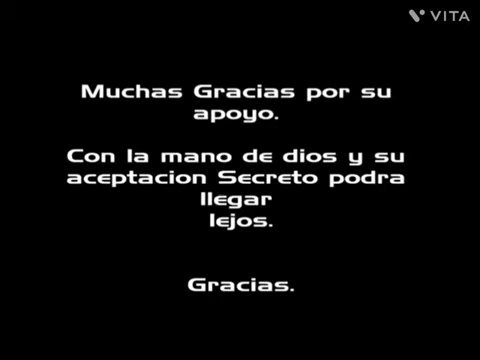 VITA
Muchas Gracias por su
apoyo.
Con la mano de dios y su
aceptacion Secreto podra
llegar
lejos.
Gracias.